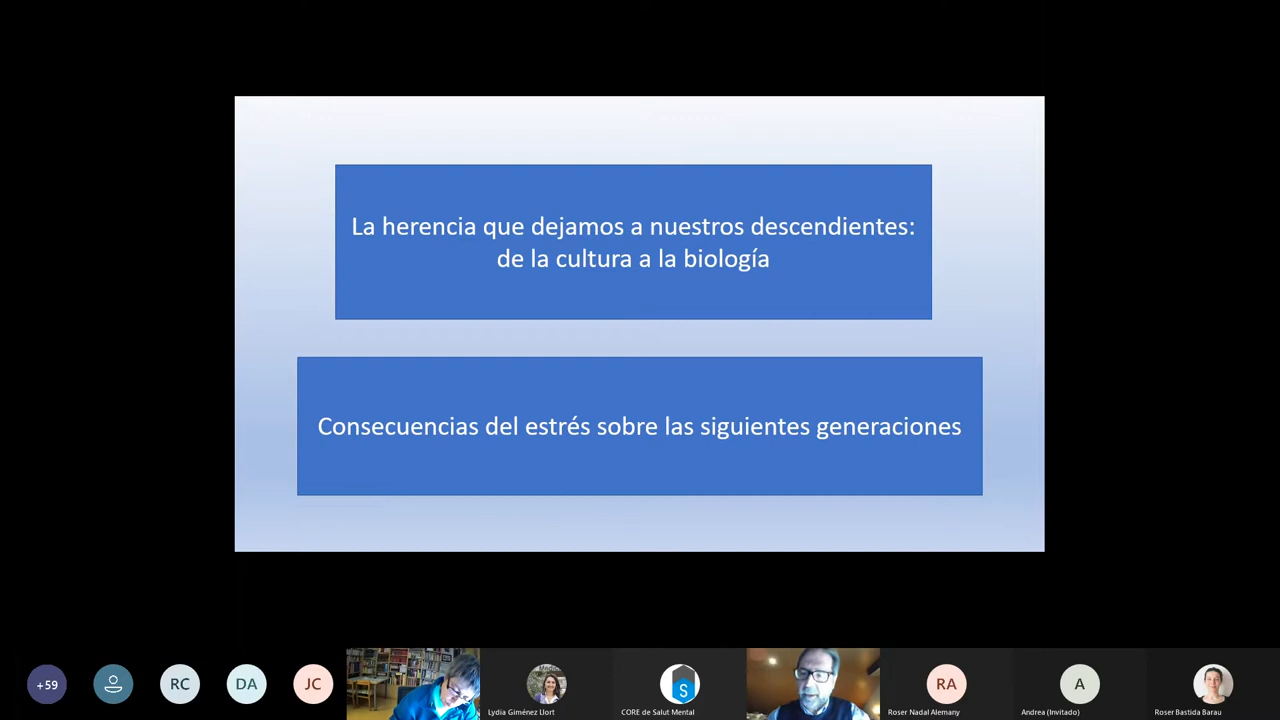 La herencia que dejamos a nuestros descendientes:
de la cultura a la biología
Consecuencias del estrés sobre las siguientes generaciones
+59
RC
DA
JC
Lydia Giménez Llort
S
CORE de Salut Mental
RA
Roser Nadal Alemany
A
Andrea (Invitado)
Roser Bastida Barau